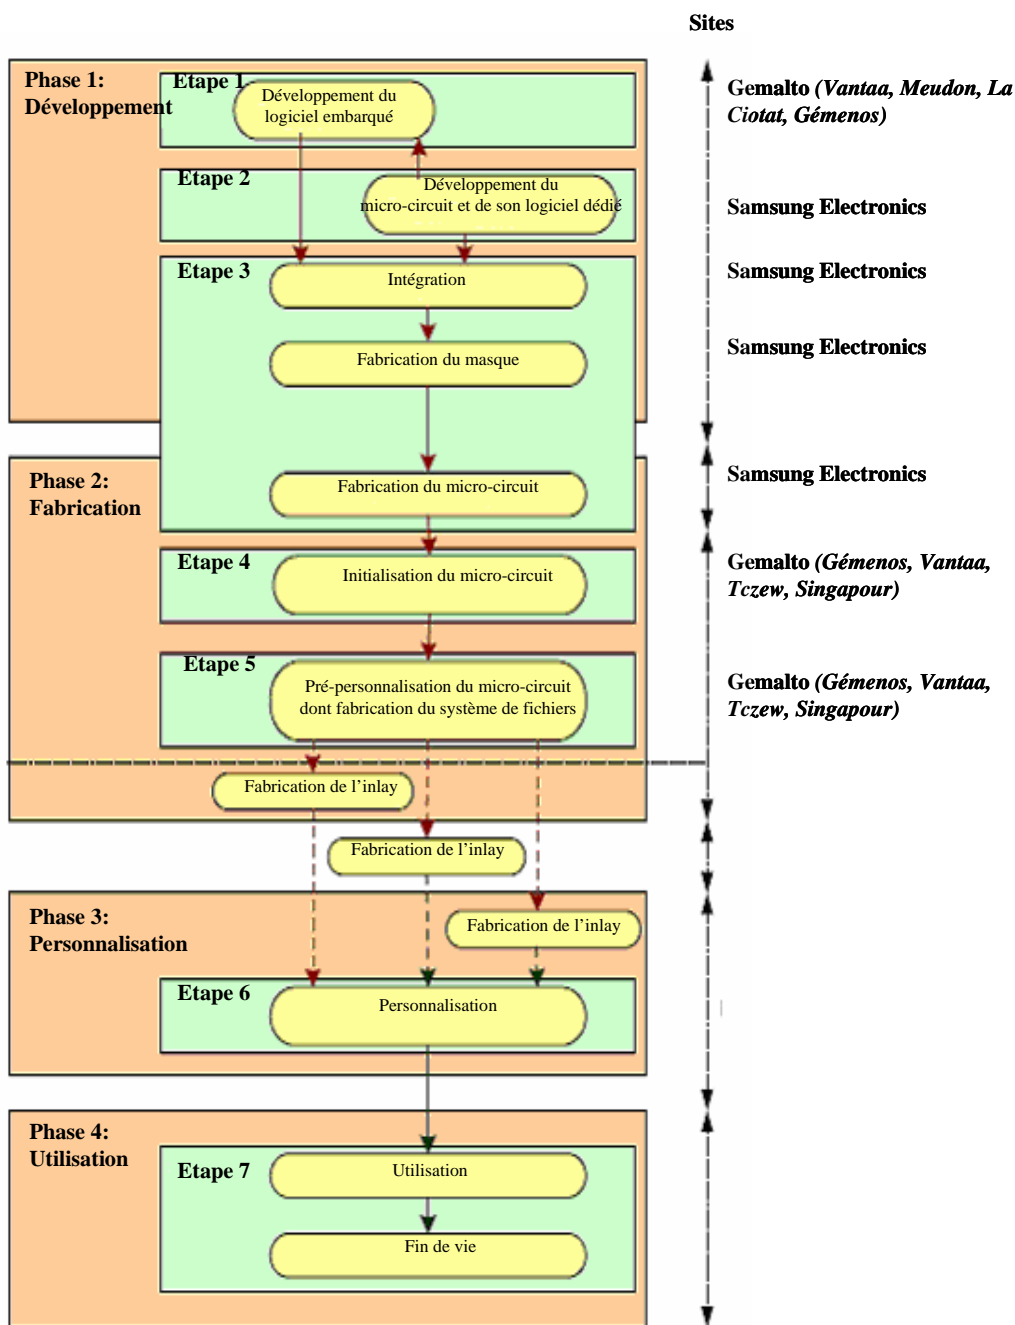 Sites
Phase 1:
Développement
Etape 1
Développement du
logiciel embarqué
Gemalto (Vantaa, Meudon, La
Ciotat, Gémenos)
Etape 2
Développement du
micro-circuit et de son logiciel dédié
Samsung Electronics
Etape 3
Intégration
Samsung Electronics
Fabrication du masque
Samsung Electronics
Phase 2:
Fabrication
Fabrication du micro-circuit
Samsung Electronics
Etape 4
Initialisation du micro-circuit
Gemalto (Gémenos, Vantaa,
Tczew, Singapour)
Etape 5
Pré-personnalisation du micro-circuit
dont fabrication du système de fichiers
Gemalto (Gémenos, Vantaa,
Tczew, Singapour)
Fabrication de l’inlay
Fabrication de l’inlay
Phase 3:
Personnalisation
Fabrication de l’inlay
Etape 6
Personnalisation
Phase 4:
Utilisation
Etape 7
Utilisation
Fin de vie